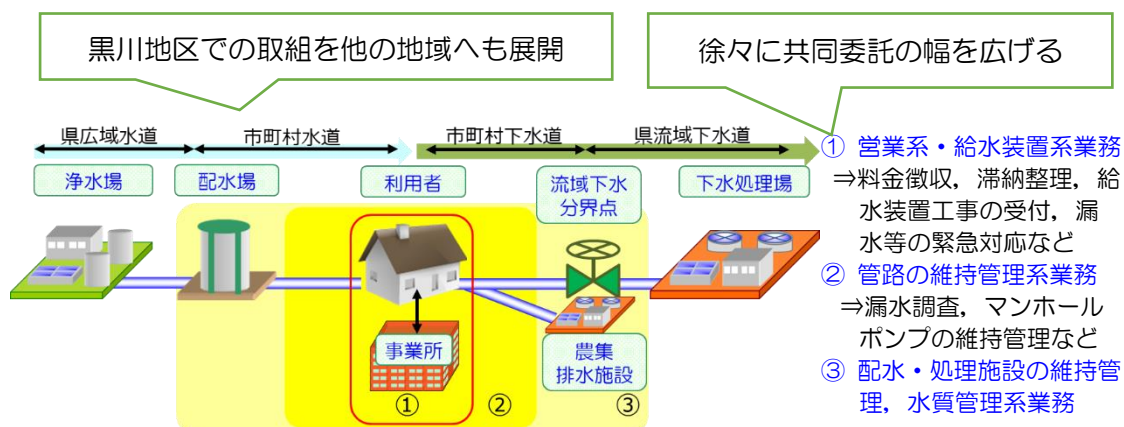 黒川地区での取組を他の地域へも展開
徐々に共同委託の幅を広げる
県広域水道
市町村水道
市町村下水道
県流域下水道
浄水場
配水場
利用者
流域下水
分界点
下水処理場
事業所
農集
排水施設
①
②
③
① 営業系・給水装置系業務
⇒料金徴収，滞納整理，給
水装置工事の受付，漏
水等の緊急対応など
② 管路の維持管理系業務
⇒漏水調査，マンホール
ポンプの維持管理など
③ 配水・処理施設の維持管
理，水質管理系業務